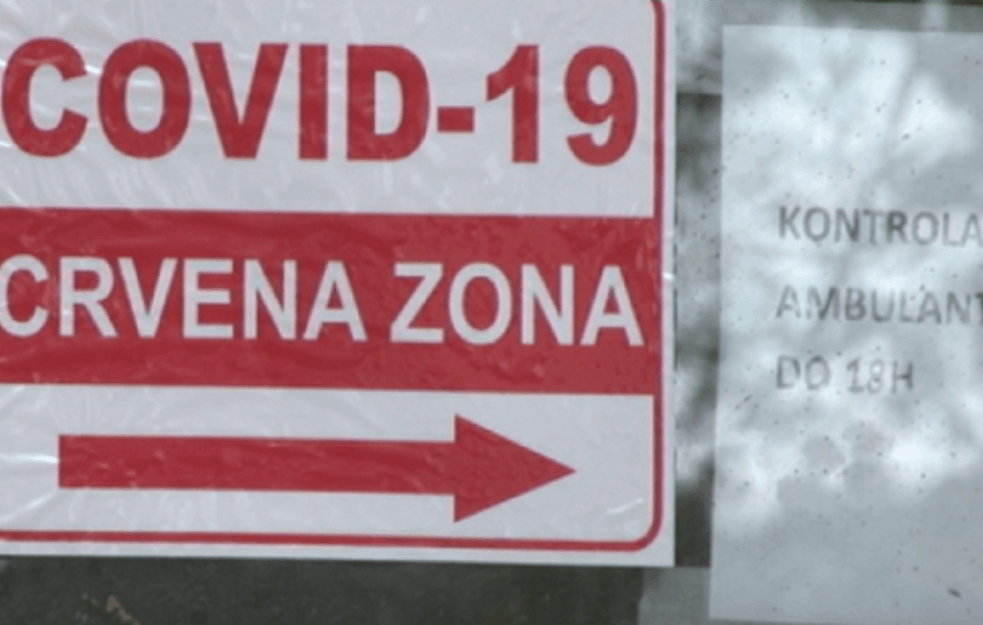 COVID-19
CRVENA ZONA
KONTROLA
AMBULANT
DO 18H